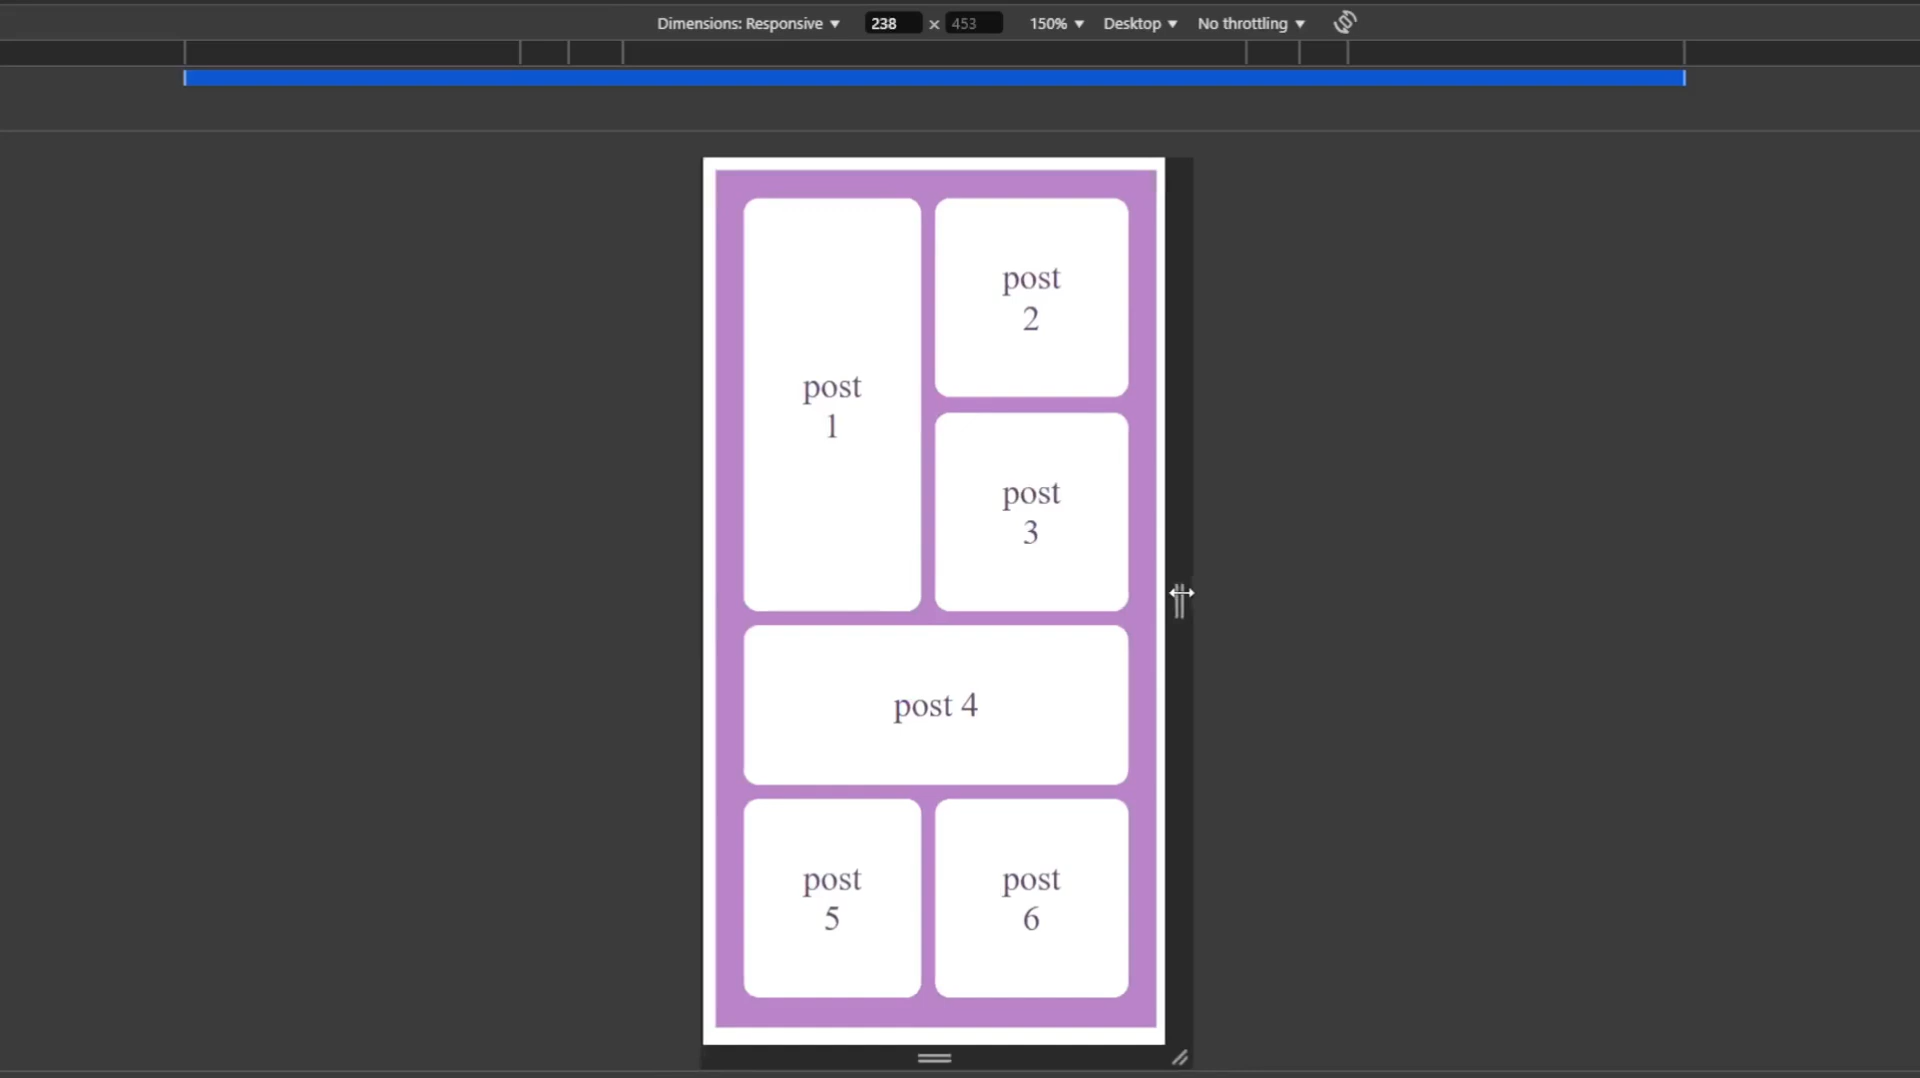 Dimensions: Responsive ▼ 238 × 453 150% ▼ Desktop ▼ No throttling ▼
post
1
post
2
post
3
post 4
post
5
post
6